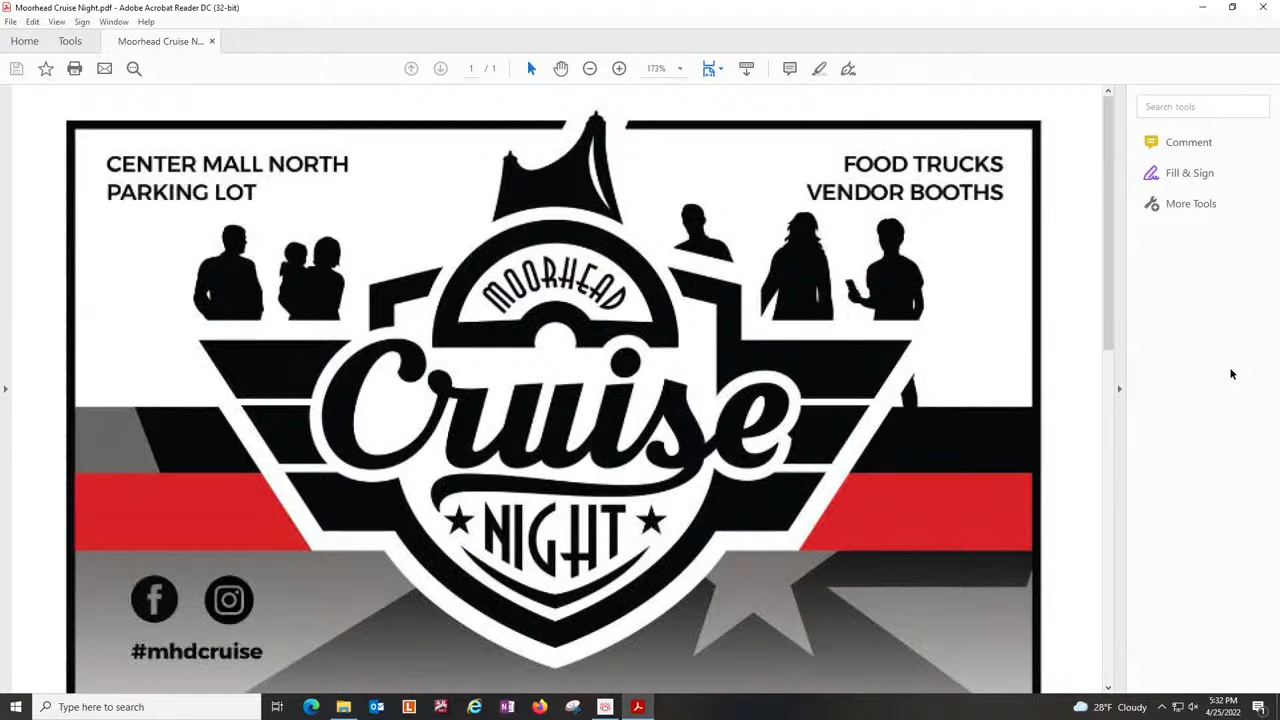 Moorhead Cruise Night.pdf - Adobe Acrobat Reader DC (32-bit)
File Edit View Sign Window Help
Home Tools Moorhead Cruise N... ×
1 / 1 173%
Search tools
Comment
Fill & Sign
More Tools
CENTER MALL NORTH
PARKING LOT
FOOD TRUCKS
VENDOR BOOTHS
MOORHEAD
Cruise
NIGHT
#mhdcruise
Type here to search
28°F Cloudy
5:32 PM
4/25/2022